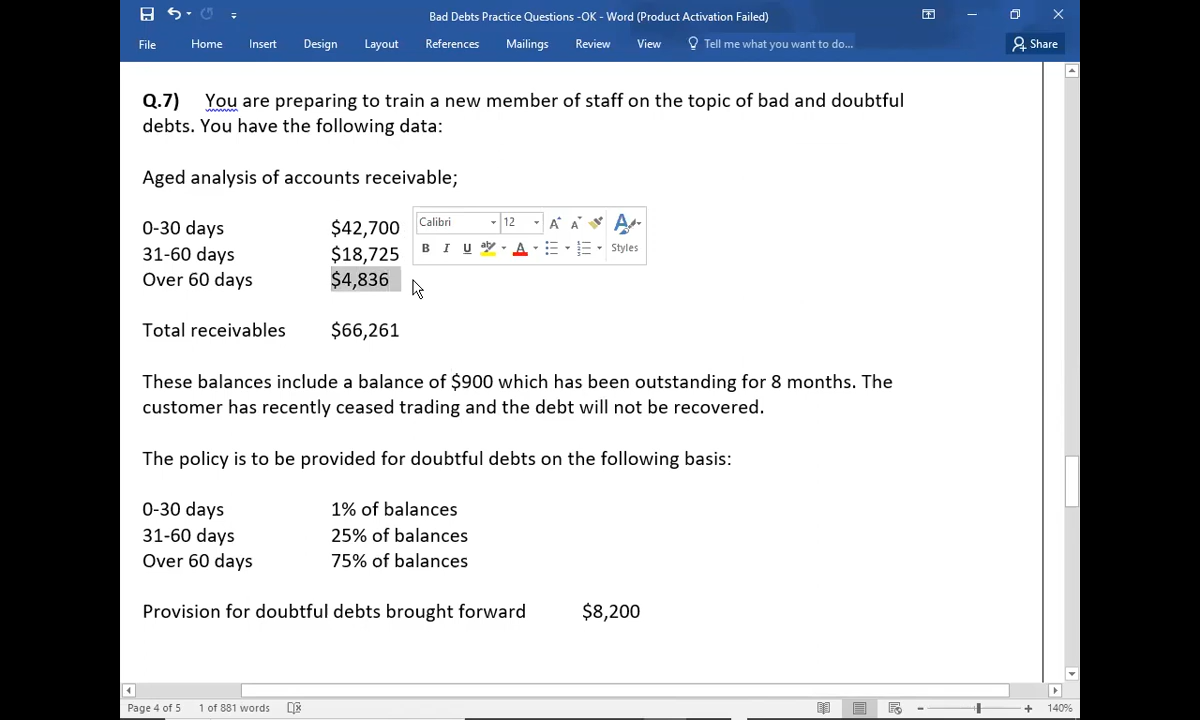 Bad Debts Practice Questions -OK - Word (Product Activation Failed)
File Home Insert Design Layout References Mailings Review View Tell me what you want to do... Share
Q.7) You are preparing to train a new member of staff on the topic of bad and doubtful
debts. You have the following data:
Aged analysis of accounts receivable;
0-30 days $42,700
31-60 days $18,725
Over 60 days $4,836
Calibri 12 A A A
B I U aby A Styles
Total receivables $66,261
These balances include a balance of $900 which has been outstanding for 8 months. The
customer has recently ceased trading and the debt will not be recovered.
The policy is to be provided for doubtful debts on the following basis:
0-30 days 1% of balances
31-60 days 25% of balances
Over 60 days 75% of balances
Provision for doubtful debts brought forward $8,200
Page 4 of 5 1 of 881 words 140%